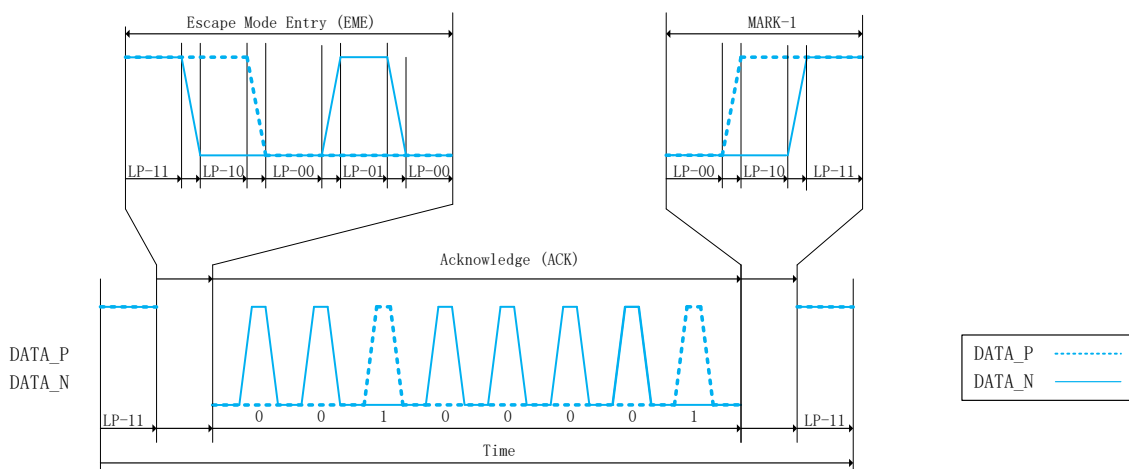 Escape Mode Entry (EME)
MARK-1
LP-11 LP-10 LP-00 LP-01 LP-00
LP-00 LP-10 LP-11
Acknowledge (ACK)
DATA_P
DATA_N
DATA_P
DATA_N
0 0 1 0 0 0 0 1
LP-11
LP-11
Time